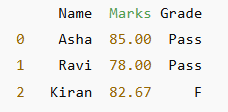 Name Marks Grade
0 Asha 85.00 Pass
1 Ravi 78.00 Pass
2 Kiran 82.67 F